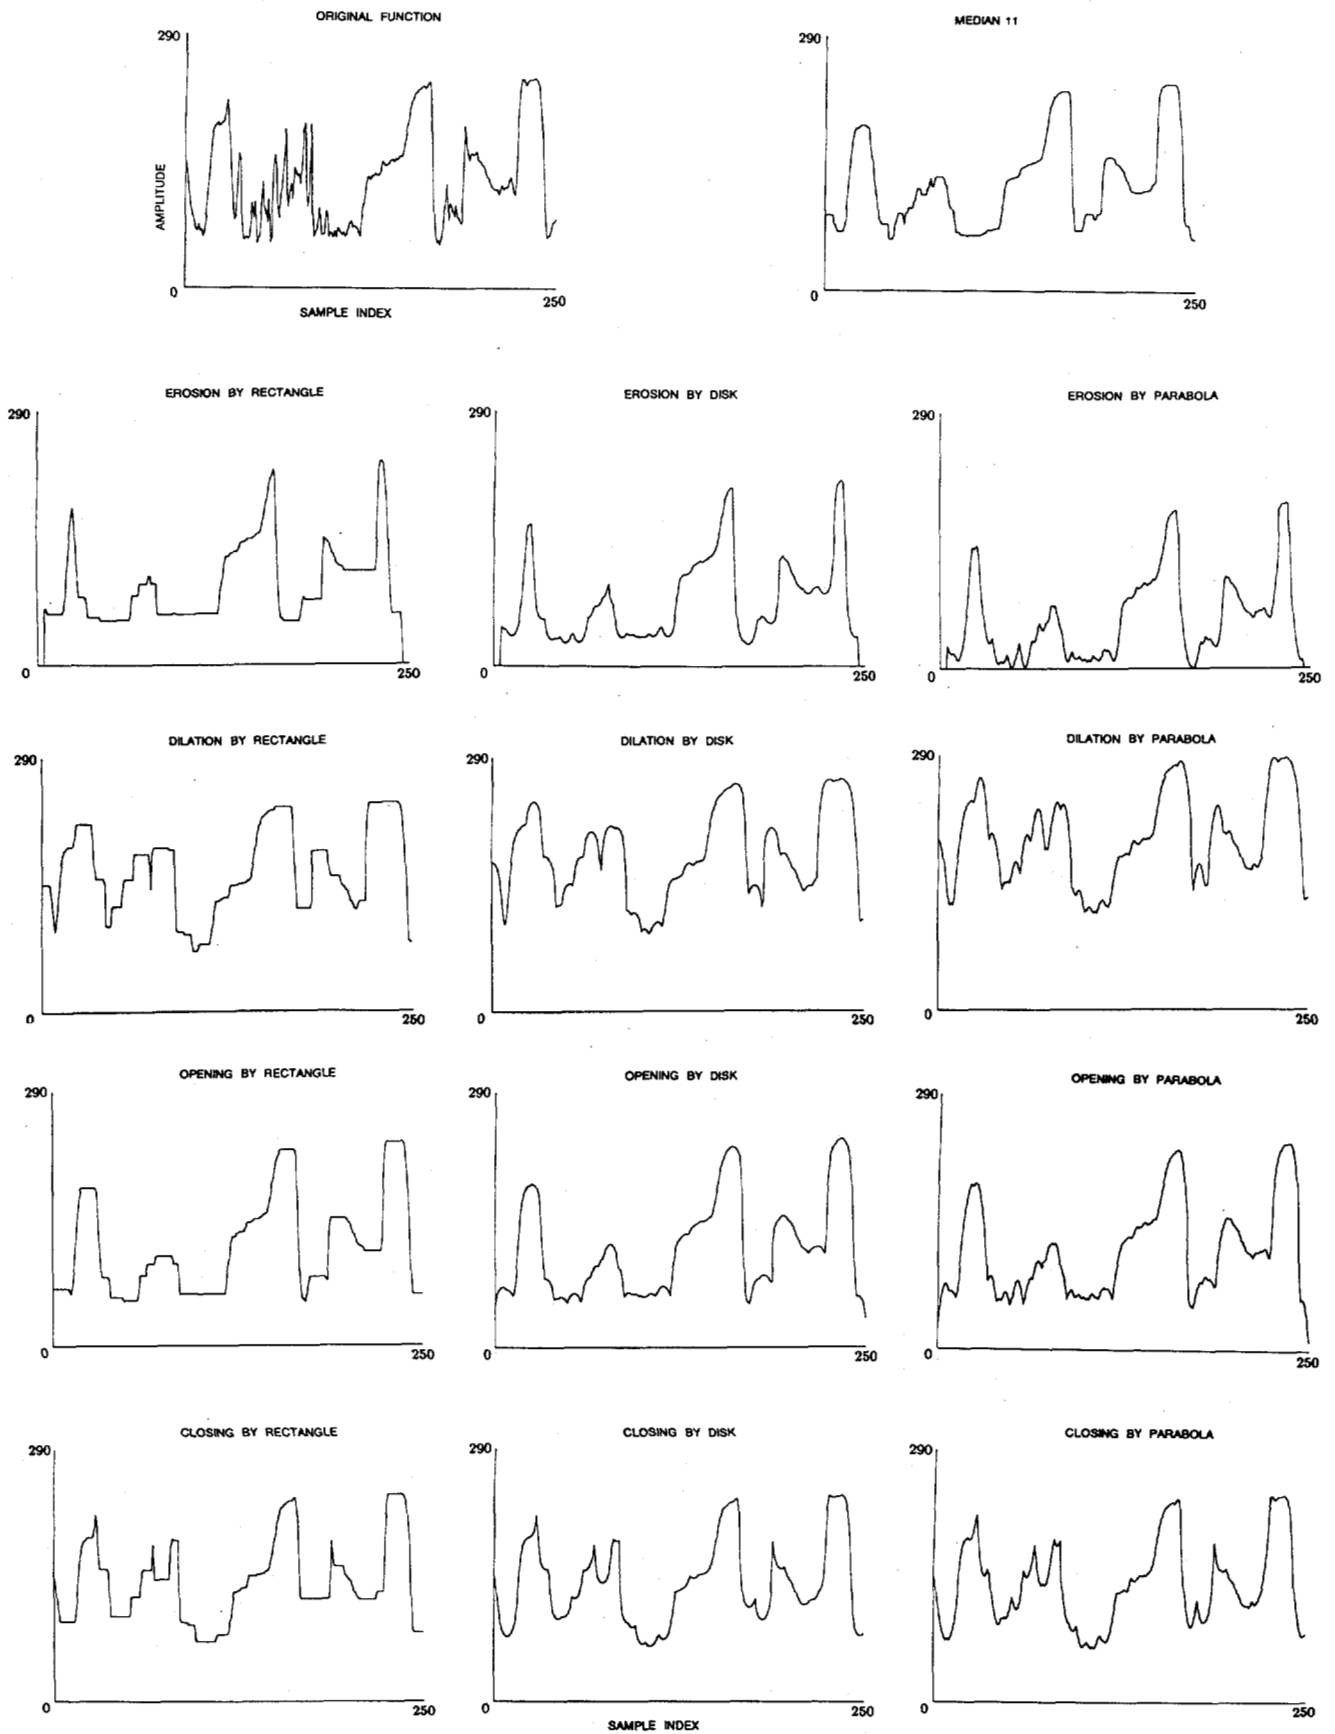 ORIGINAL FUNCTION
290
AMPLITUDE
0
250
SAMPLE INDEX
MEDIAN 11
290
0
250
EROSION BY RECTANGLE
290
0
250
EROSION BY DISK
290
0
250
EROSION BY PARABOLA
290
0
250
DILATION BY RECTANGLE
290
0
250
DILATION BY DISK
290
0
250
DILATION BY PARABOLA
290
0
250
OPENING BY RECTANGLE
290
0
250
OPENING BY DISK
290
0
250
OPENING BY PARABOLA
290
0
250
CLOSING BY RECTANGLE
290
0
250
CLOSING BY DISK
290
0
250
SAMPLE INDEX
CLOSING BY PARABOLA
290
0
250